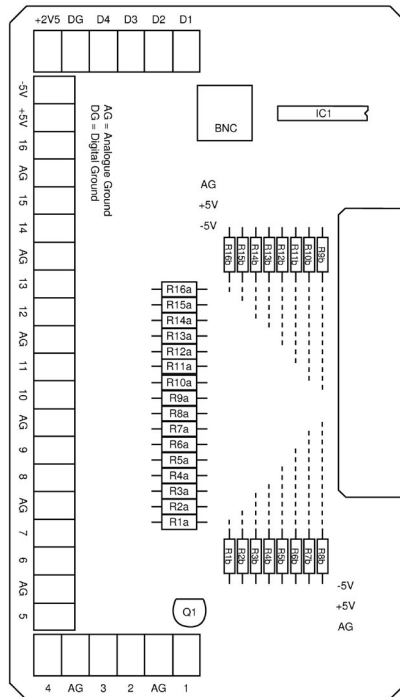 +2V5 DG D4 D3 D2 D1
-5V
+5V
16
AG
15
14
AG
13
12
AG
11
10
AG
9
8
AG
7
6
AG
5
AG = Analogue Ground
DG = Digital Ground
BNC
IC1
AG
+5V
-5V
R16b R15b R14b R13b R12b R11b R10b R9b
R16a
R15a
R14a
R13a
R12a
R11a
R10a
R9a
R8a
R7a
R6a
R5a
R4a
R3a
R2a
R1a
R1b R2b R3b R4b R5b R6b R7b R8b
-5V
+5V
AG
Q1
4 AG 3 2 AG 1